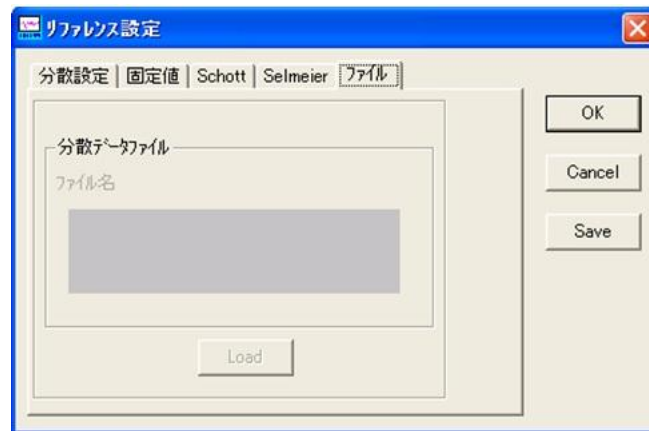 リファレンス設定
分散設定 固定値 Schott Selmeier ファイル
分散データファイル
ファイル名
Load
OK
Cancel
Save